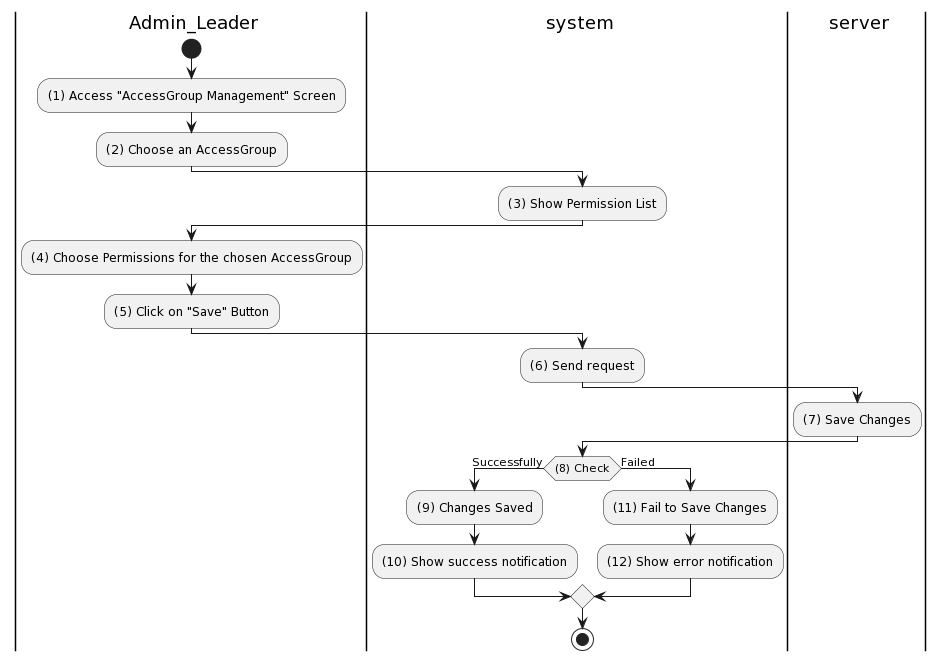 Admin_Leader
system
server
(1) Access "AccessGroup Management" Screen
(2) Choose an AccessGroup
(3) Show Permission List
(4) Choose Permissions for the chosen AccessGroup
(5) Click on "Save" Button
(6) Send request
(7) Save Changes
Successfully
(8) Check
Failed
(9) Changes Saved
(11) Fail to Save Changes
(10) Show success notification
(12) Show error notification